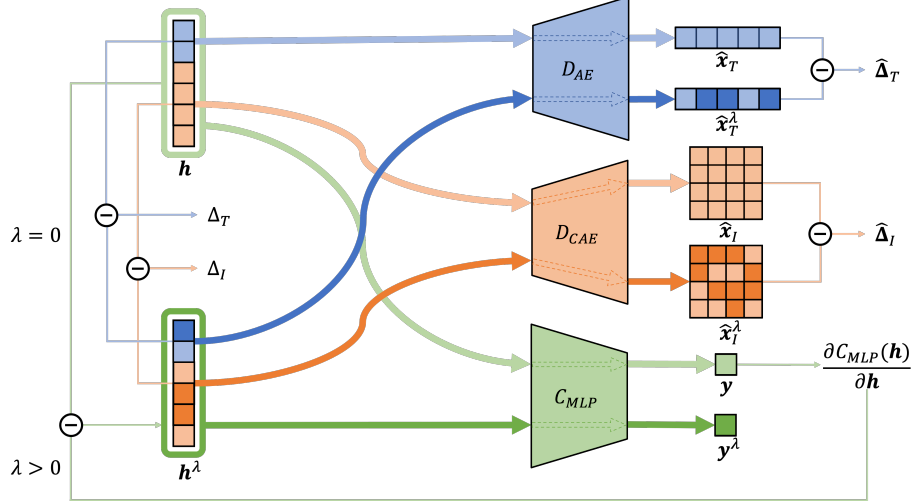 h
λ = 0
Δ_T
Δ_I
λ > 0
h^λ
D_AE
x̂_T
x̂_T^λ
Δ̂_T
D_CAE
x̂_I
x̂_I^λ
Δ̂_I
C_MLP
y
y^λ
∂C_MLP(h)
∂h